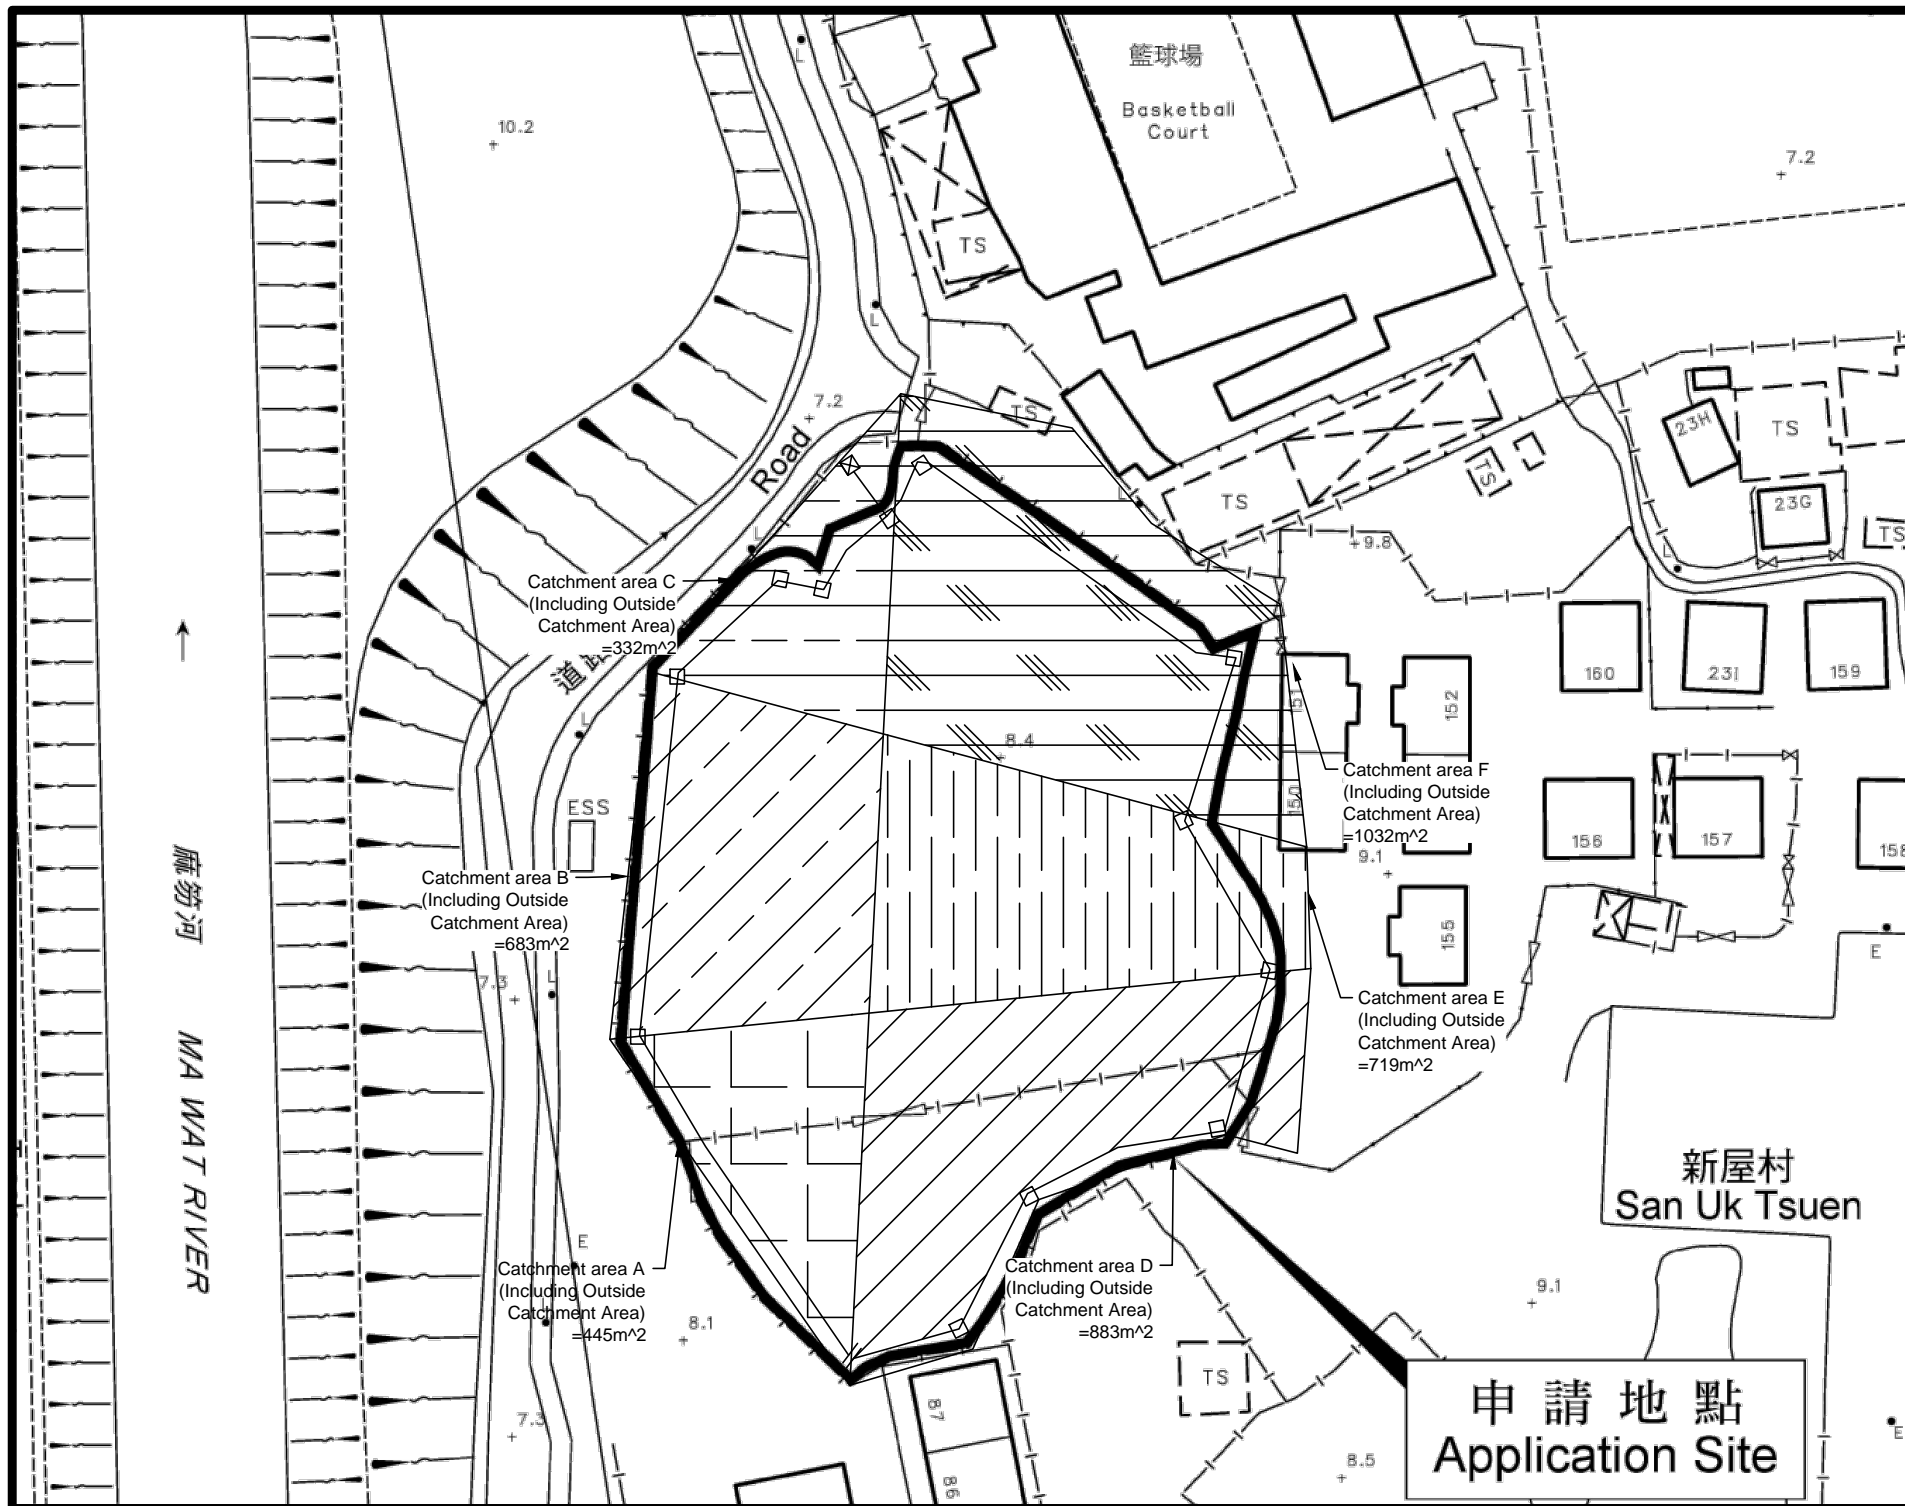 籃球場
Basketball
Court
10.2
7.2
L
TS
L
7.2
Road
TS
L
TS
TS
9.8
23H
TS
23G
TS
L
L
Catchment area C
(Including Outside
Catchment Area)
=332m^2
道路
L
160
23I
159
151
152
8.4
150
Catchment area F
(Including Outside
Catchment Area)
=1032m^2
9.1
156
157
158
ESS
Catchment area B
(Including Outside
Catchment Area)
=683m^2
155
E
7.3
L
Catchment area E
(Including Outside
Catchment Area)
=719m^2
麻笏河
MA WAT RIVER
新屋村
San Uk Tsuen
E
Catchment area A
(Including Outside
Catchment Area)
=445m^2
L
8.1
Catchment area D
(Including Outside
Catchment Area)
=883m^2
9.1
TS
87
86
7.3
8.5
E
申請地點
Application Site